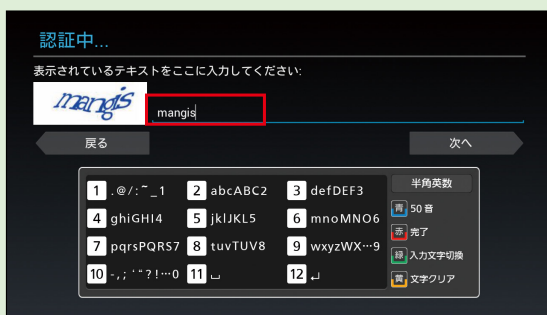 認証中...
表示されているテキストをここに入力してください:
mangis mangis
戻る 次へ
1 .@/:~_1 2 abcABC2 3 defDEF3 半角英数
4 ghiGHI4 5 jklJKL5 6 mnoMNO6 青 50音
7 pqrsPQRS7 8 tuvTUV8 9 wxyzWX…9 赤 完了
10 -,;'"?!…0 11 ␣ 12 ↵ 緑 入力文字切換
黄 文字クリア